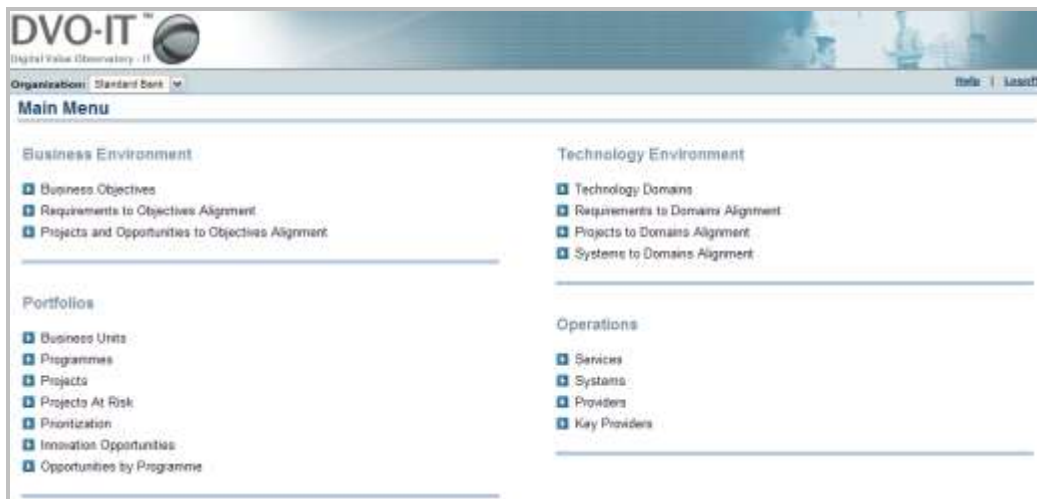 DVO-IT™
Digital Value Observatory - IT
Organization: Standard Bank
Help | Logoff
Main Menu
Business Environment
Business Objectives
Requirements to Objectives Alignment
Projects and Opportunities to Objectives Alignment
Technology Environment
Technology Domains
Requirements to Domains Alignment
Projects to Domains Alignment
Systems to Domains Alignment
Portfolios
Business Units
Programmes
Projects
Projects At Risk
Prioritization
Innovation Opportunities
Opportunities by Programme
Operations
Services
Systems
Providers
Key Providers